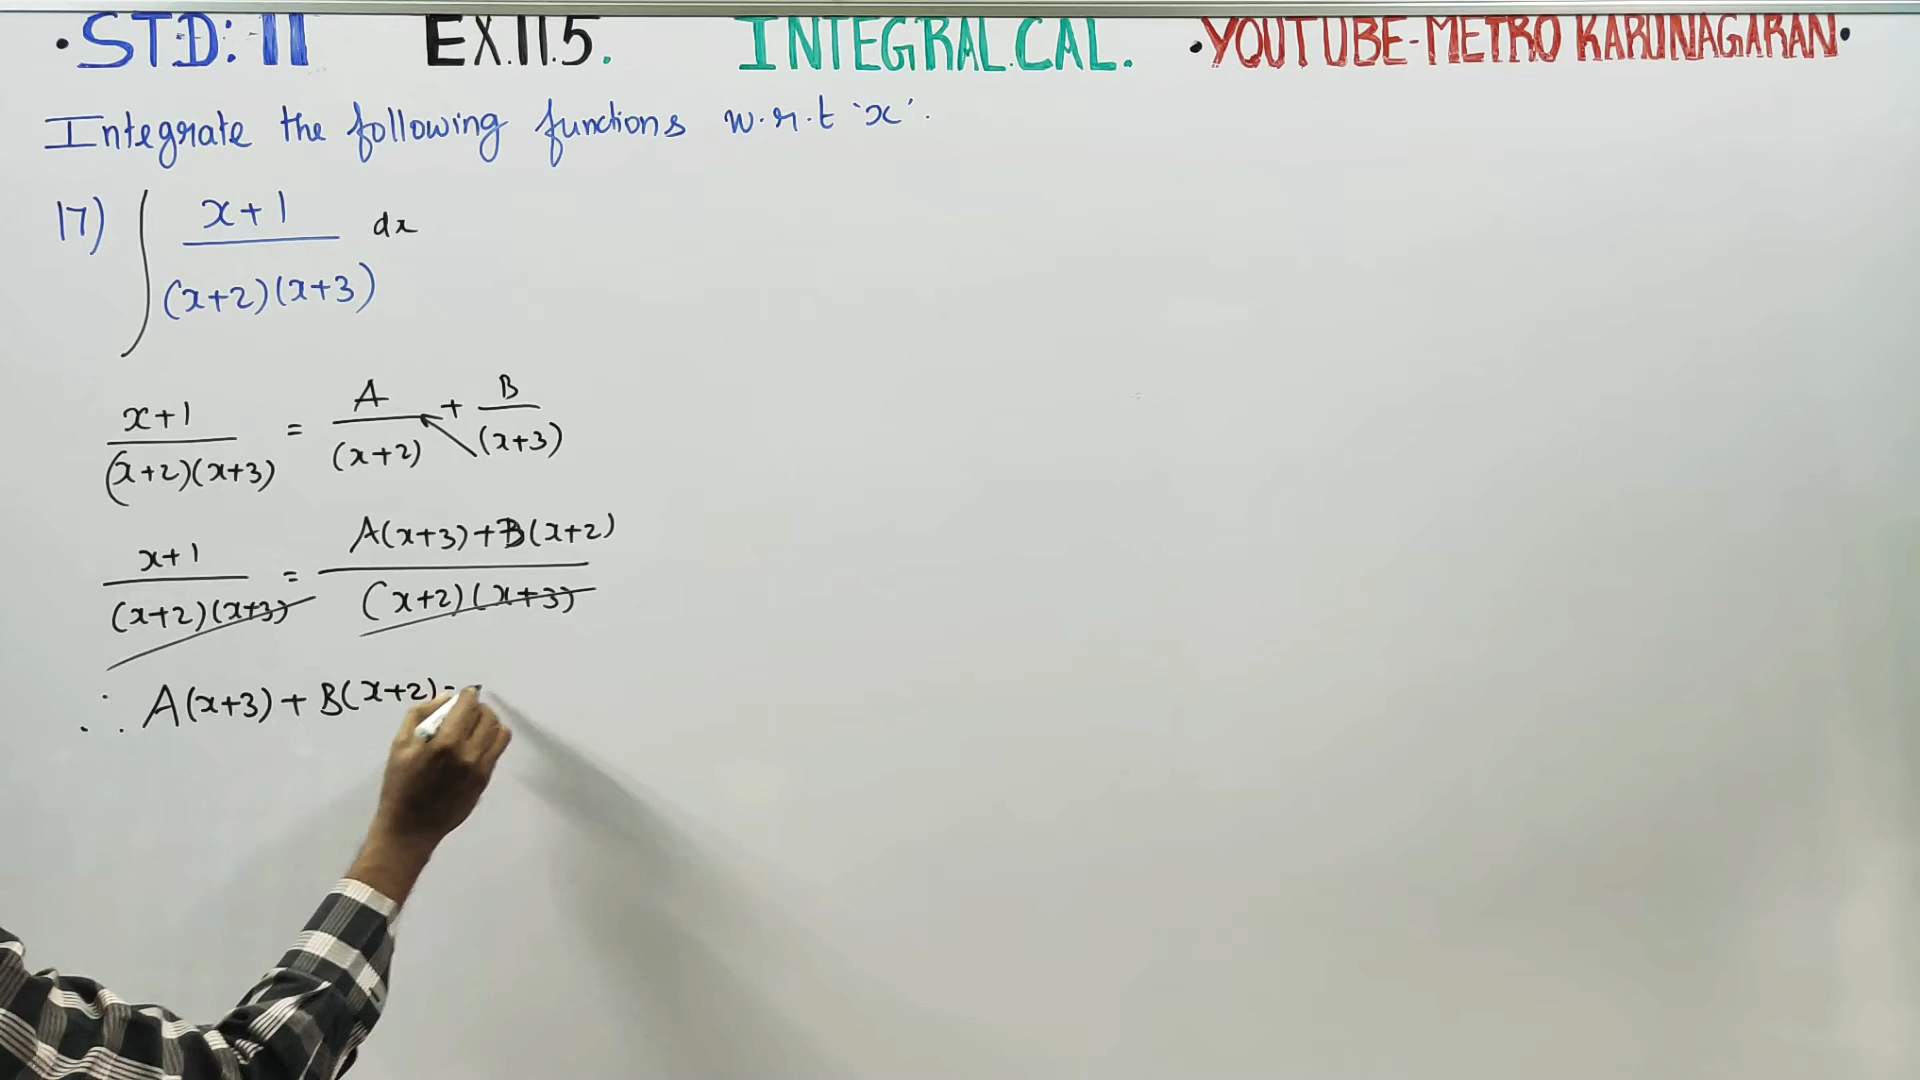 •STD: 11 EX.11.5. INTEGRAL.CAL. •YOUTUBE-METRO KARUNAGARAN•
Integrate the following functions w.r.t 'x'.
17) ∫ x+1 / (x+2)(x+3) dx
x+1 / (x+2)(x+3) = A / (x+2) + B / (x+3)
x+1 / (x+2)(x+3) = A(x+3)+B(x+2) / (x+2)(x+3)
∴ A(x+3) + B(x+2) =